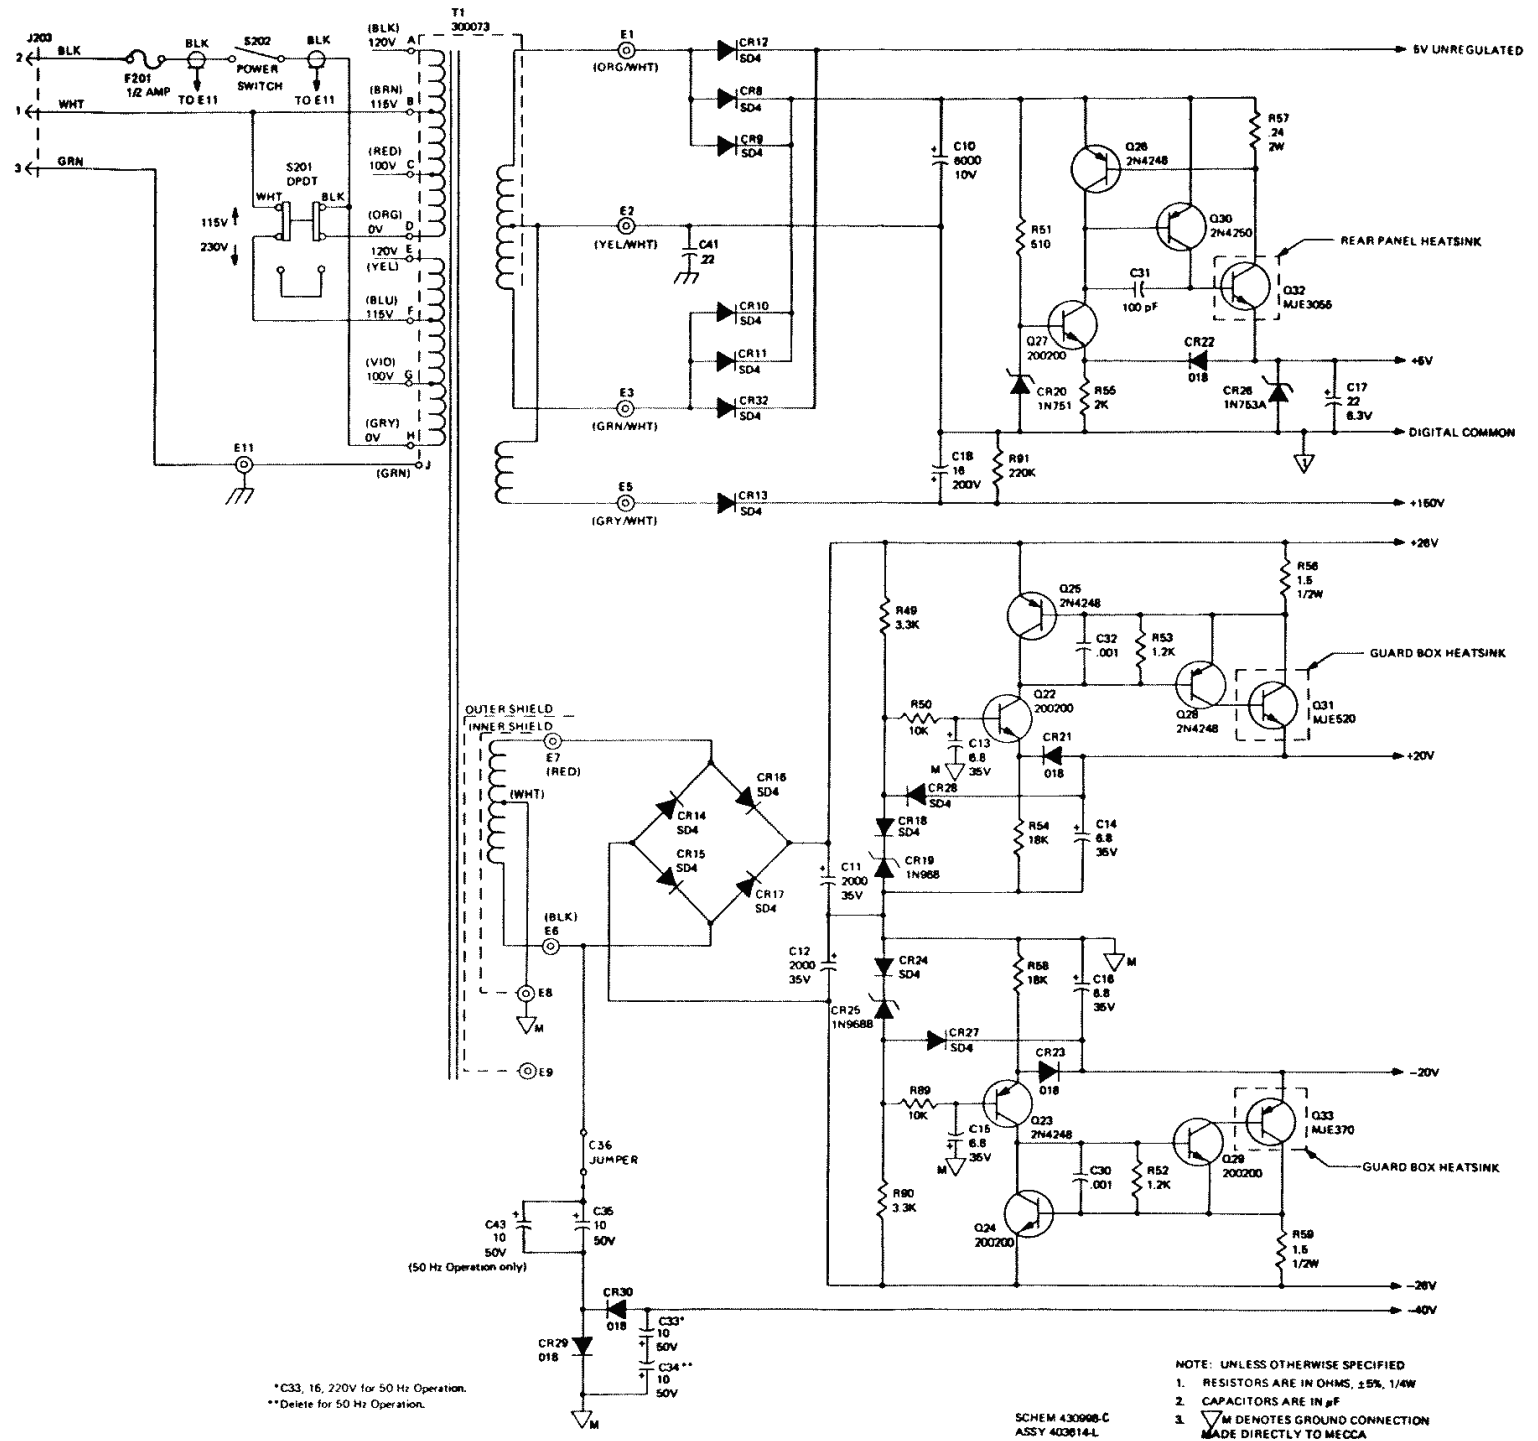 T1
300073
J203
2
BLK
F201
1/2 AMP
BLK
TO E11
S202
POWER
SWITCH
BLK
TO E11
(BLK)
120V
A
1
WHT
(BRN)
115V
B
3
GRN
(RED)
100V
C
S201
DPDT
WHT
BLK
115V
230V
(ORG)
0V
D
E
120V
(YEL)
(BLU)
115V
F
(VIO)
100V
G
(GRY)
0V
H
E11
(GRN)
J
E1
(ORG/WHT)
E2
(YEL/WHT)
C41
.22
E3
(GRN/WHT)
E5
(GRY/WHT)
CR12
SD4
CR8
SD4
CR9
SD4
CR10
SD4
CR11
SD4
CR32
SD4
CR13
SD4
5V UNREGULATED
C10
6000
10V
R51
510
Q26
2N4248
R57
.24
2W
Q30
2N4250
REAR PANEL HEATSINK
C31
100 pF
Q32
MJE3055
Q27
200200
CR22
018
+5V
CR20
1N751
R55
2K
CR26
1N753A
C17
22
6.3V
DIGITAL COMMON
1
C18
16
200V
R91
220K
+150V
+26V
R56
1.5
1/2W
Q25
2N4248
R49
3.3K
C32
.001
R53
1.2K
GUARD BOX HEATSINK
Q28
2N4248
Q31
MJE520
R50
10K
Q22
200200
C13
6.8
35V
M
CR21
018
+20V
CR28
SD4
CR18
SD4
R54
18K
C14
6.8
35V
CR19
1N968
OUTER SHIELD
INNER SHIELD
E7
(RED)
(WHT)
CR16
SD4
CR14
SD4
CR15
SD4
CR17
SD4
C11
2000
35V
(BLK)
E6
C12
2000
35V
E8
M
E9
CR24
SD4
R58
18K
C16
6.8
35V
M
CR25
1N968B
CR27
SD4
CR23
018
-20V
R89
10K
C15
6.8
35V
M
Q23
2N4248
Q33
MJE370
Q29
200200
GUARD BOX HEATSINK
C30
.001
R52
1.2K
R90
3.3K
Q24
200200
R59
1.5
1/2W
-26V
C36
JUMPER
C43
10
50V
(50 Hz Operation only)
C35
10
50V
CR30
018
-40V
CR29
018
C33*
10
50V
C34**
10
50V
M
*C33, 16, 220V for 50 Hz Operation.
**Delete for 50 Hz Operation.
SCHEM 430998-C
ASSY 403614-L
NOTE: UNLESS OTHERWISE SPECIFIED
1. RESISTORS ARE IN OHMS, ±5%, 1/4W
2. CAPACITORS ARE IN µF
3. M DENOTES GROUND CONNECTION
MADE DIRECTLY TO MECCA